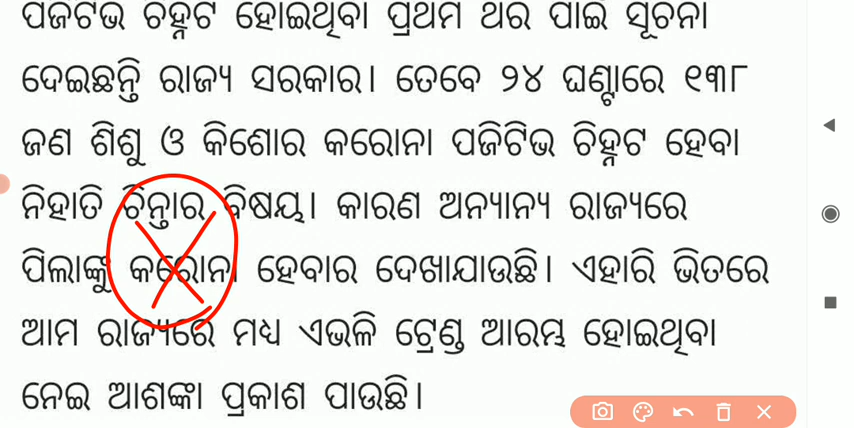 ପଜିଟିଭ ଚିହ୍ନଟ ହୋଇଥିବା ପ୍ରଥମ ଥର ପାଇଁ ସୂଚନା
ଦେଇଛନ୍ତି ରାଜ୍ୟ ସରକାର। ତେବେ ୨୪ ଘଣ୍ଟାରେ ୧୩୮
ଜଣ ଶିଶୁ ଓ କିଶୋର କରୋନା ପଜିଟିଭ ଚିହ୍ନଟ ହେବା
ନିହାତି ଚିନ୍ତାର ବିଷୟ। କାରଣ ଅନ୍ୟାନ୍ୟ ରାଜ୍ୟରେ
ପିଲାଙ୍କୁ କରୋନା ହେବାର ଦେଖାଯାଉଛି। ଏହାରି ଭିତରେ
ଆମ ରାଜ୍ୟରେ ମଧ୍ୟ ଏଭଳି ଟ୍ରେଣ୍ଡ ଆରମ୍ଭ ହୋଇଥିବା
ନେଇ ଆଶଙ୍କା ପ୍ରକାଶ ପାଉଛି।